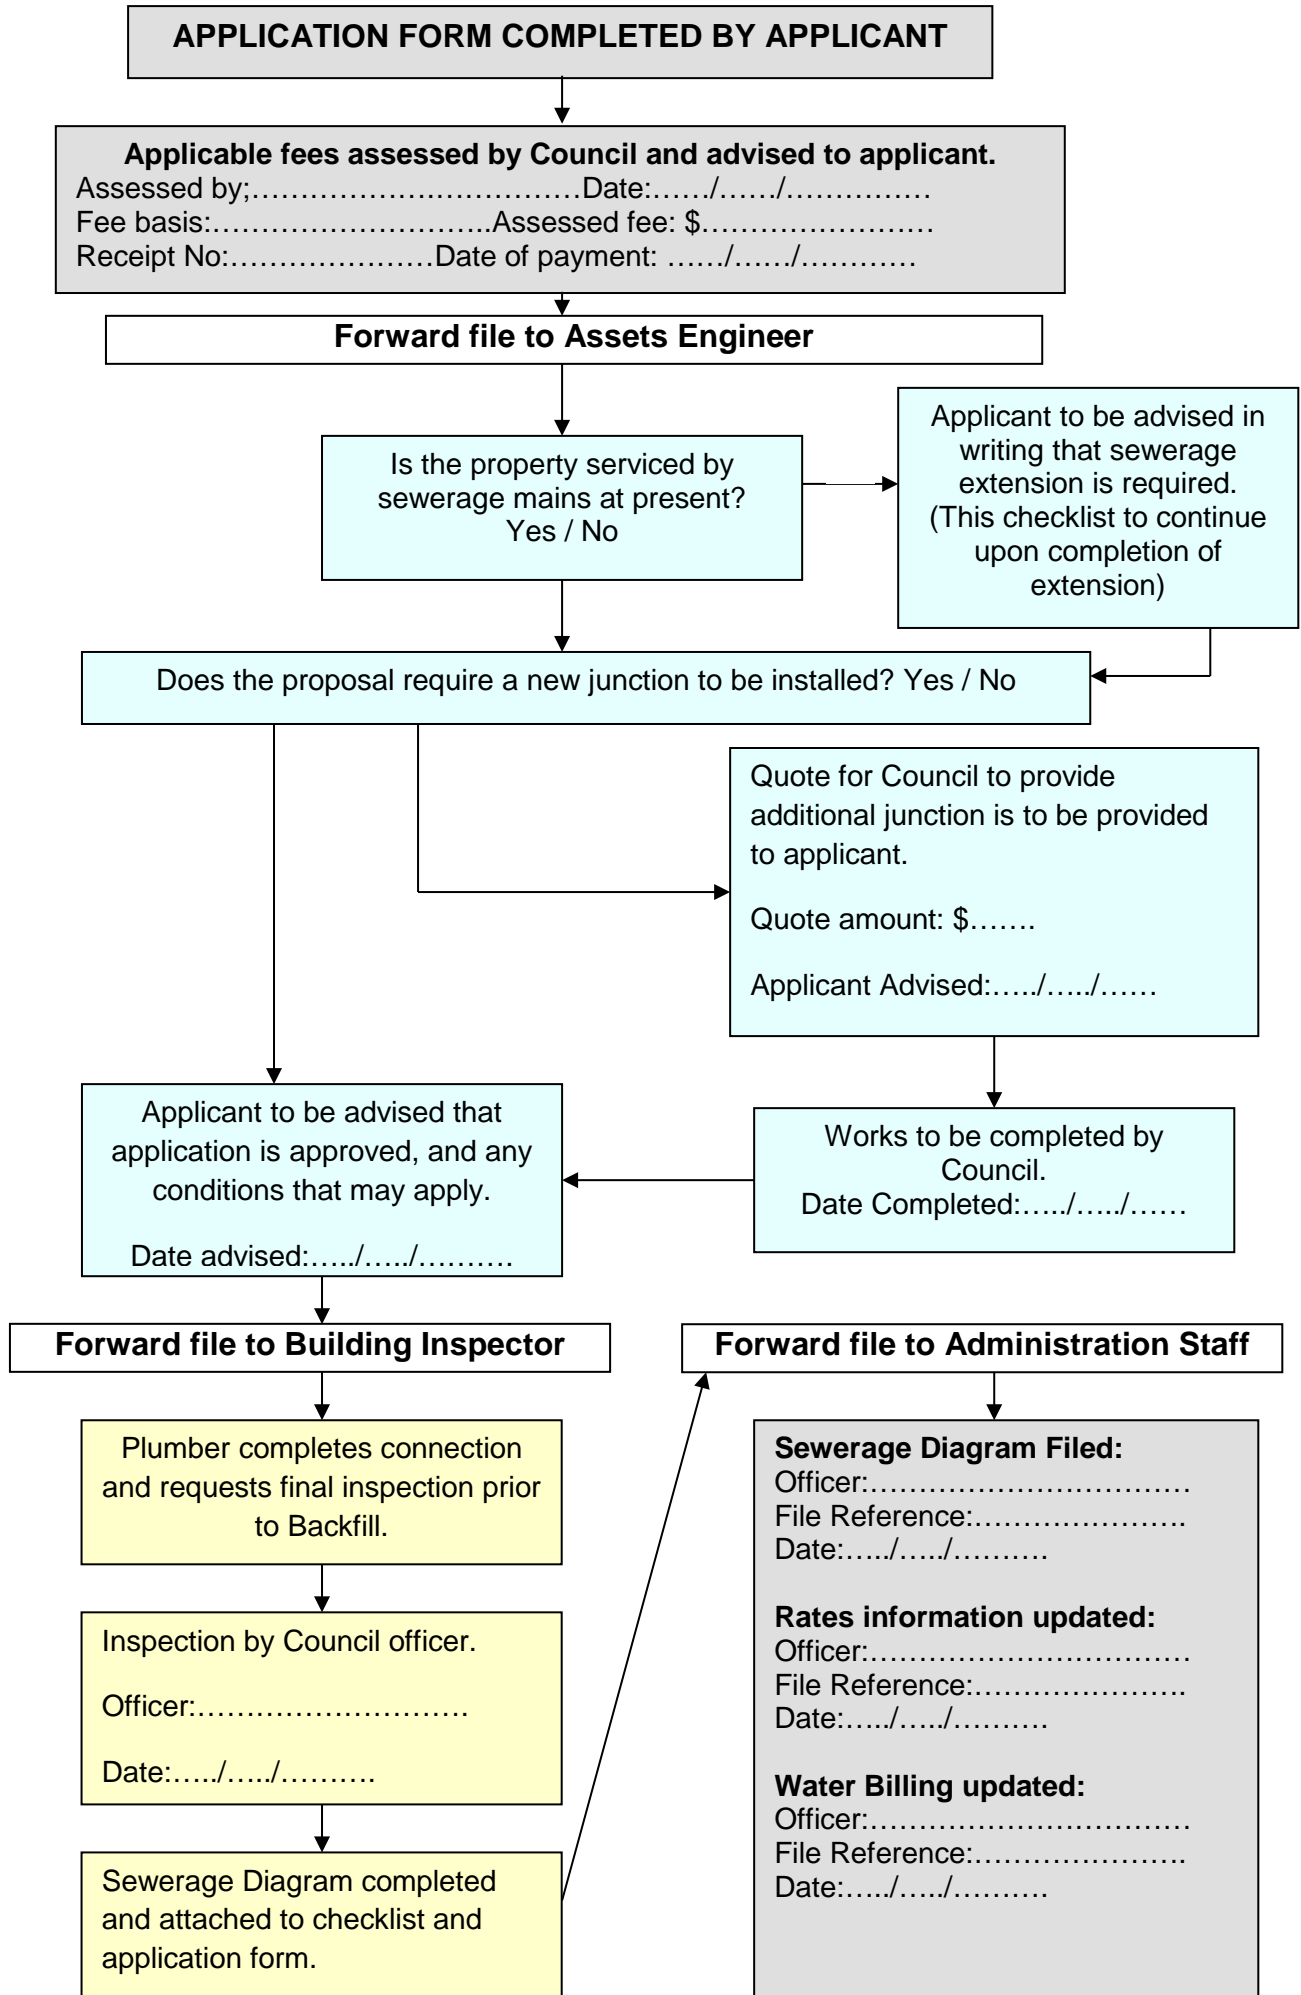 APPLICATION FORM COMPLETED BY APPLICANT
Applicable fees assessed by Council and advised to applicant.
Assessed by;……………………………Date:……/……/……………
Fee basis:………………………..Assessed fee: $……………………
Receipt No:…………………Date of payment: ……/……/…………
Forward file to Assets Engineer
Is the property serviced by
sewerage mains at present?
Yes / No
Applicant to be advised in
writing that sewerage
extension is required.
(This checklist to continue
upon completion of
extension)
Does the proposal require a new junction to be installed? Yes / No
Quote for Council to provide
additional junction is to be provided
to applicant.
Quote amount: $…….
Applicant Advised:…../…../……
Applicant to be advised that
application is approved, and any
conditions that may apply.
Date advised:…../…../……….
Works to be completed by
Council.
Date Completed:…../…../……
Forward file to Building Inspector
Plumber completes connection
and requests final inspection prior
to Backfill.
Inspection by Council officer.
Officer:……………………….
Date:…../…../……….
Sewerage Diagram completed
and attached to checklist and
application form.
Forward file to Administration Staff
Sewerage Diagram Filed:
Officer:……………………………
File Reference:………………….
Date:…../…../……….
Rates information updated:
Officer:……………………………
File Reference:………………….
Date:…../…../……….
Water Billing updated:
Officer:……………………………
File Reference:………………….
Date:…../…../……….